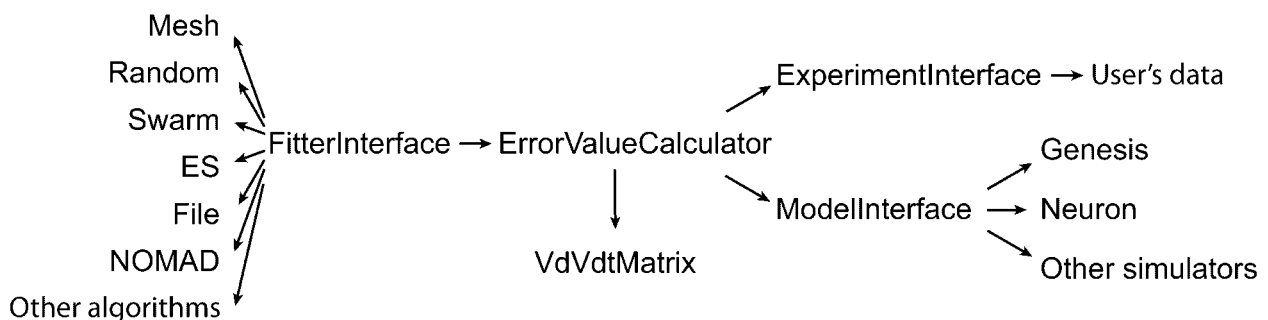 Mesh
Random
Swarm
ES
File
NOMAD
Other algorithms
FitterInterface
ErrorValueCalculator
VdVdtMatrix
ExperimentInterface
User's data
ModelInterface
Genesis
Neuron
Other simulators